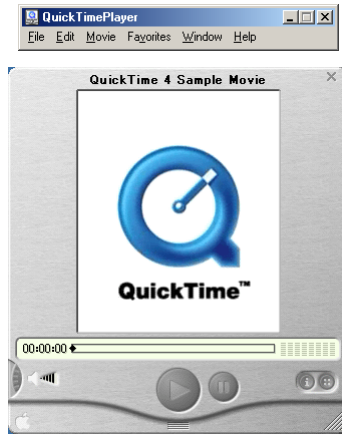 QuickTimePlayer
File Edit Movie Favorites Window Help
QuickTime 4 Sample Movie
QuickTime™
00:00:00